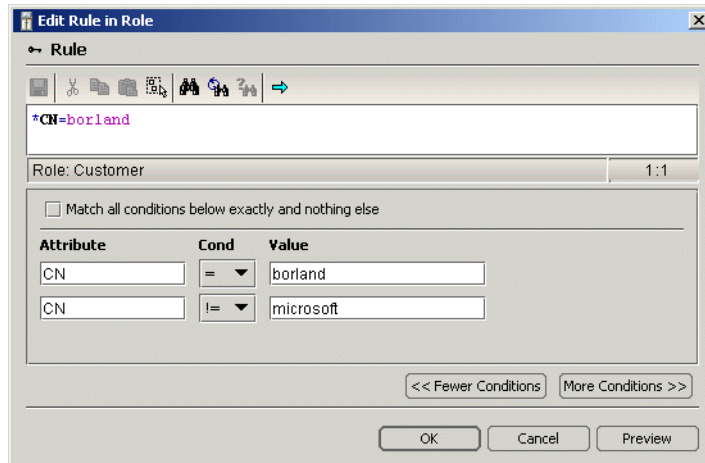 Edit Rule in Role
Rule
*CN=borland
Role: Customer 1:1
Match all conditions below exactly and nothing else
Attribute Cond Value
CN = borland
CN != microsoft
<< Fewer Conditions More Conditions >>
OK Cancel Preview